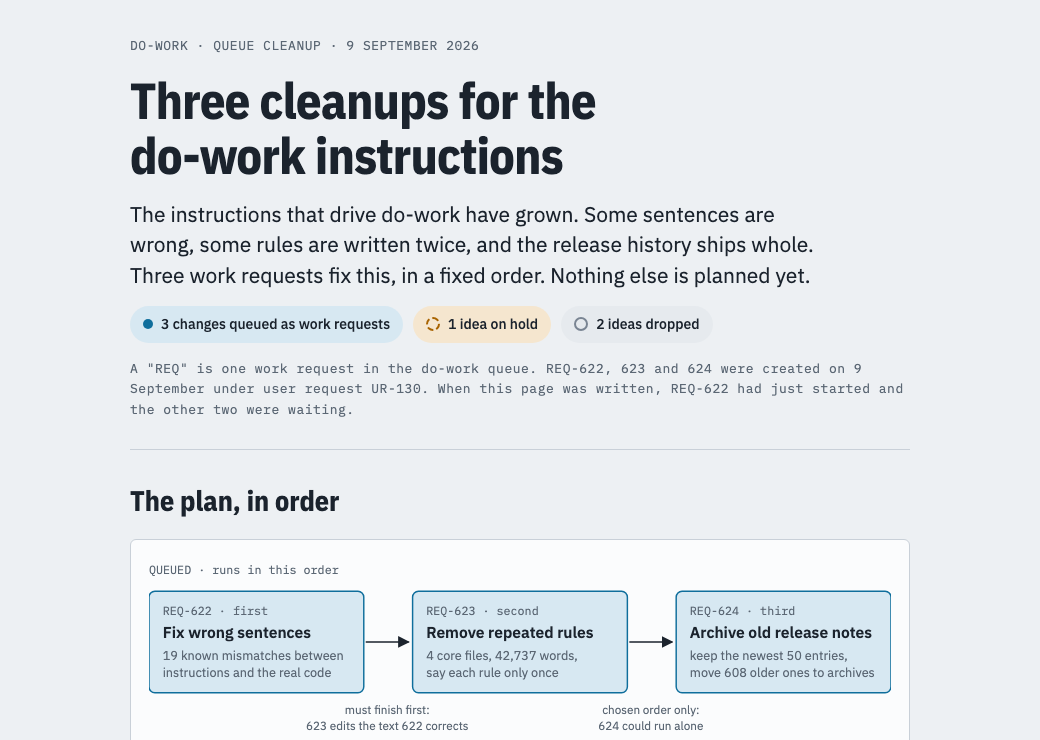 DO-WORK · QUEUE CLEANUP · 9 SEPTEMBER 2026
Three cleanups for the
do-work instructions
The instructions that drive do-work have grown. Some sentences are
wrong, some rules are written twice, and the release history ships whole.
Three work requests fix this, in a fixed order. Nothing else is planned yet.
3 changes queued as work requests
1 idea on hold
2 ideas dropped
A "REQ" is one work request in the do-work queue. REQ-622, 623 and 624 were created on 9
September under user request UR-130. When this page was written, REQ-622 had just started and
the other two were waiting.
The plan, in order
QUEUED · runs in this order
REQ-622 · first
Fix wrong sentences
19 known mismatches between
instructions and the real code
REQ-623 · second
Remove repeated rules
4 core files, 42,737 words,
say each rule only once
REQ-624 · third
Archive old release notes
keep the newest 50 entries,
move 608 older ones to archives
must finish first:
623 edits the text 622 corrects
chosen order only:
624 could run alone